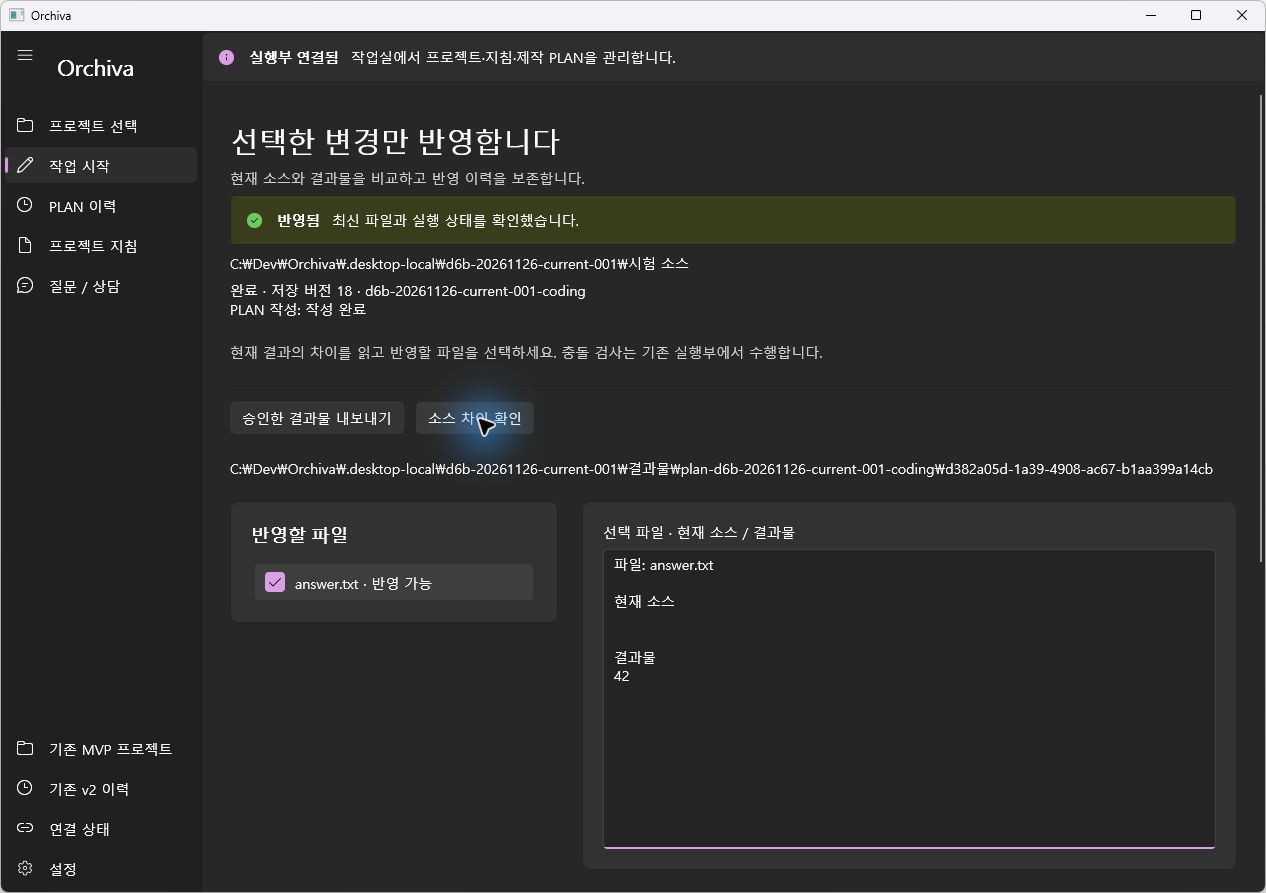 Orchiva
Orchiva
실행부 연결됨 작업실에서 프로젝트·지침·제작 PLAN을 관리합니다.
프로젝트 선택
작업 시작
PLAN 이력
프로젝트 지침
질문 / 상담
기존 MVP 프로젝트
기존 v2 이력
연결 상태
설정
선택한 변경만 반영합니다
현재 소스와 결과물을 비교하고 반영 이력을 보존합니다.
반영됨 최신 파일과 실행 상태를 확인했습니다.
C:₩Dev₩Orchiva₩.desktop-local₩d6b-20261126-current-001₩시험 소스
완료 · 저장 버전 18 · d6b-20261126-current-001-coding
PLAN 작성: 작성 완료
현재 결과의 차이를 읽고 반영할 파일을 선택하세요. 충돌 검사는 기존 실행부에서 수행합니다.
승인한 결과물 내보내기
소스 차이 확인
C:₩Dev₩Orchiva₩.desktop-local₩d6b-20261126-current-001₩결과물₩plan-d6b-20261126-current-001-coding₩d382a05d-1a39-4908-ac67-b1aa399a14cb
반영할 파일
answer.txt · 반영 가능
선택 파일 · 현재 소스 / 결과물
파일: answer.txt
현재 소스
결과물
42